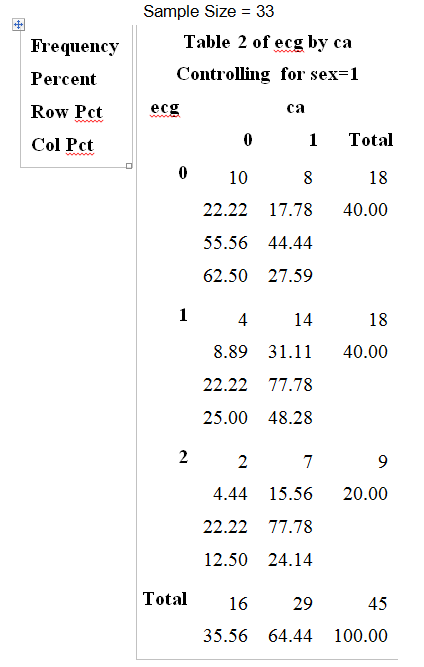 Sample Size = 33
Frequency
Percent
Row Pct
Col Pct
Table 2 of ecg by ca
Controlling for sex=1
ecg ca
0 1 Total
0 10 8 18
22.22 17.78 40.00
55.56 44.44
62.50 27.59
1 4 14 18
8.89 31.11 40.00
22.22 77.78
25.00 48.28
2 2 7 9
4.44 15.56 20.00
22.22 77.78
12.50 24.14
Total 16 29 45
35.56 64.44 100.00